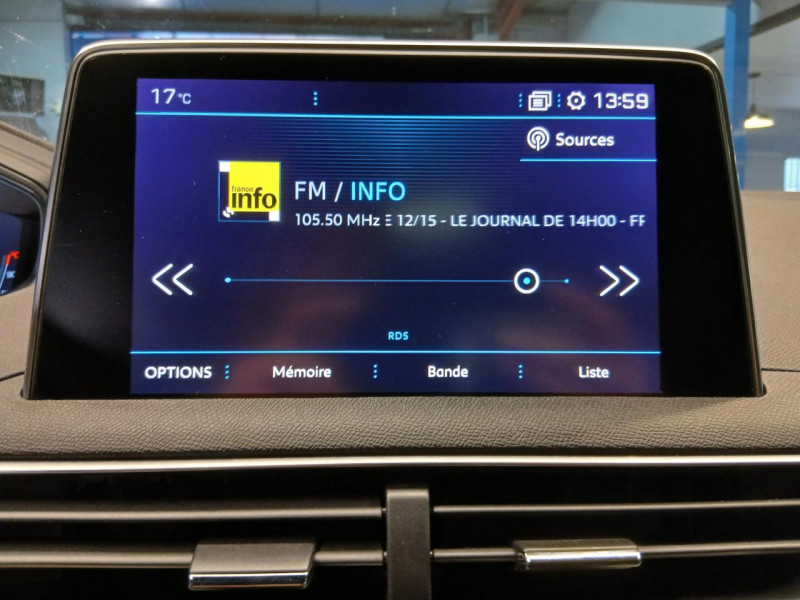 17°C
13:59
Sources
france
info
FM / INFO
105.50 MHz E 12/15 - LE JOURNAL DE 14H00 - FR
RDS
OPTIONS
Mémoire
Bande
Liste